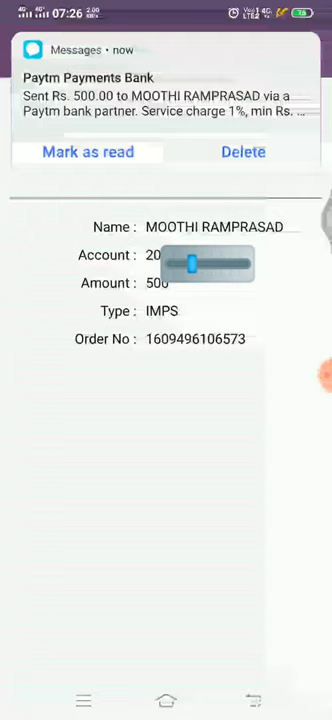 07:26
Messages • now
Paytm Payments Bank
Sent Rs. 500.00 to MOOTHI RAMPRASAD via a
Paytm bank partner. Service charge 1%, min Rs. ...
Mark as read Delete
Name : MOOTHI RAMPRASAD
Account : 20
Amount : 500
Type : IMPS
Order No : 1609496106573